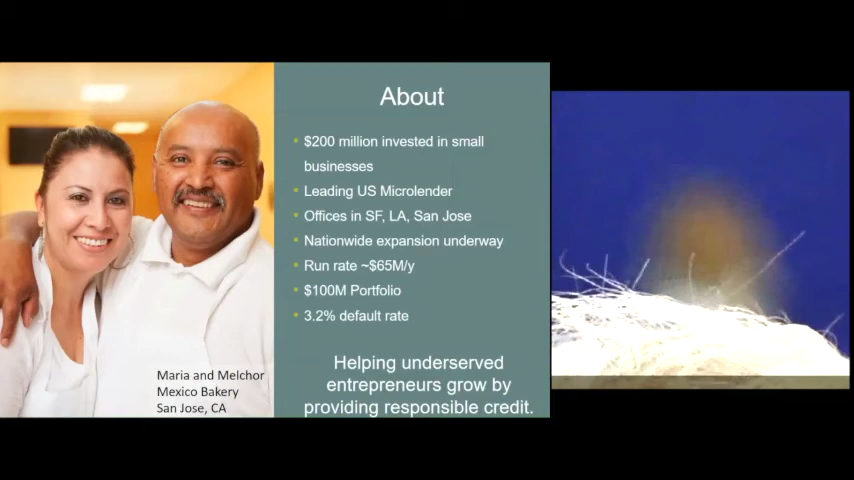 About
• $200 million invested in small
businesses
• Leading US Microlender
• Offices in SF, LA, San Jose
• Nationwide expansion underway
• Run rate ~$65M/y
• $100M Portfolio
• 3.2% default rate
Helping underserved
entrepreneurs grow by
providing responsible credit.
Maria and Melchor
Mexico Bakery
San Jose, CA